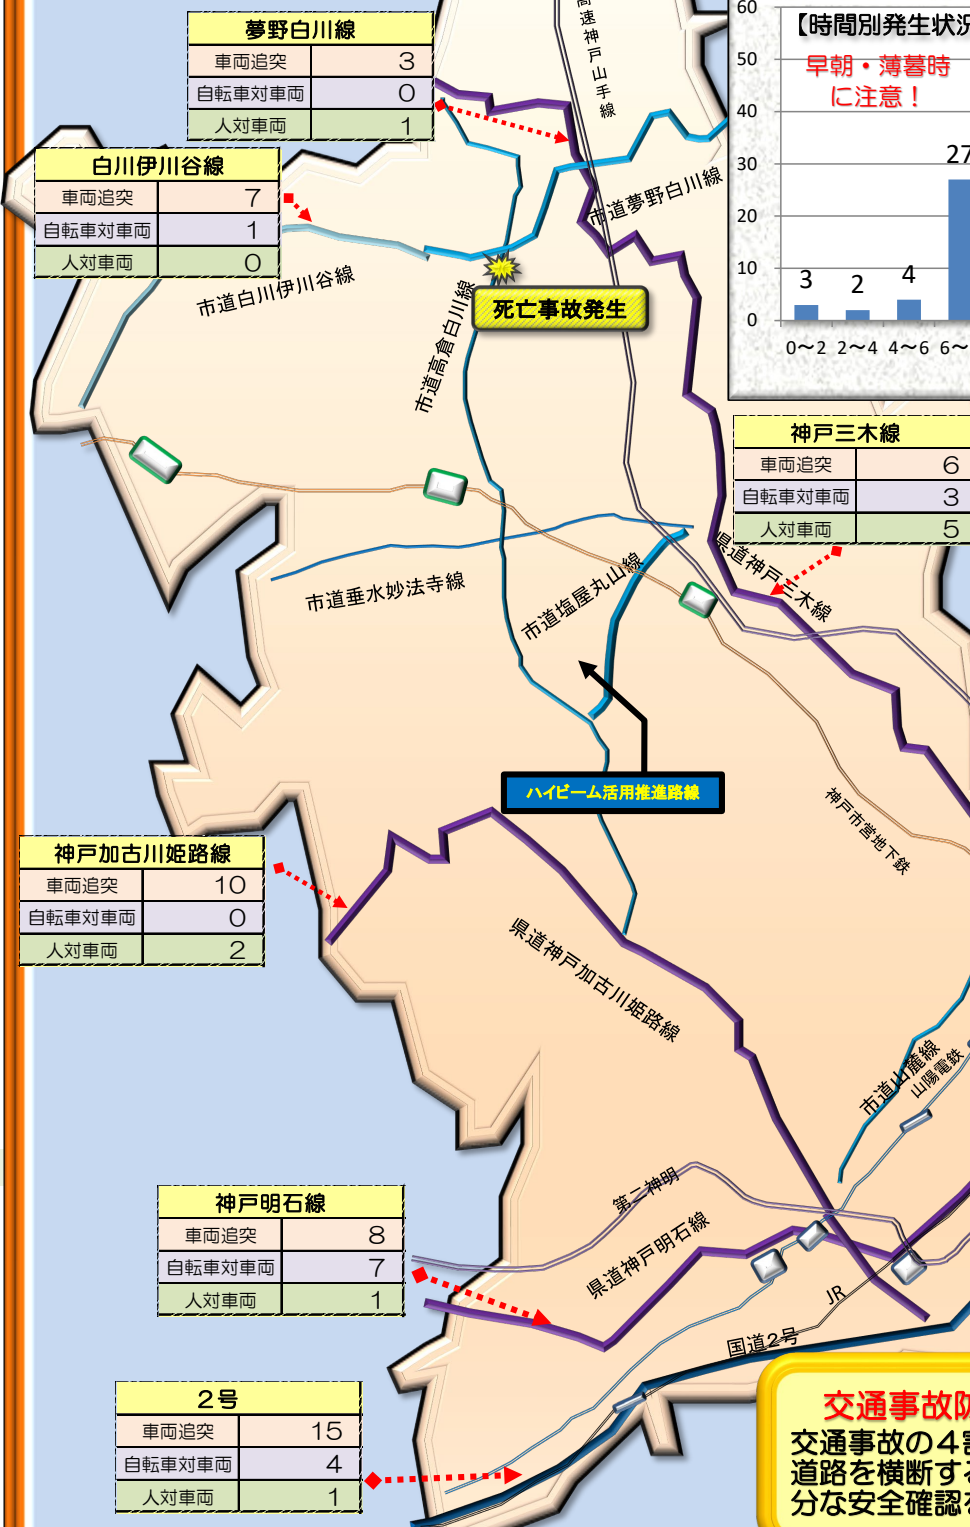 夢野白川線
車両追突 3
自転車対車両 0
人対車両 1
高速神戸山手線
【時間別発生状況
早朝・薄暮時
に注意！
60
50
40
30
20
10
0
3
2
4
27
0～2 2～4 4～6 6～
白川伊川谷線
車両追突 7
自転車対車両 1
人対車両 0
市道夢野白川線
市道白川伊川谷線
死亡事故発生
市道高倉白川線
神戸三木線
車両追突 6
自転車対車両 3
人対車両 5
県道神戸三木線
市道垂水妙法寺線
市道塩屋丸山線
ハイビーム活用推進路線
神戸市営地下鉄
神戸加古川姫路線
車両追突 10
自転車対車両 0
人対車両 2
県道神戸加古川姫路線
市道山麓線
山陽電鉄
神戸明石線
車両追突 8
自転車対車両 7
人対車両 1
第二神明
県道神戸明石線
JR
国道2号
2号
車両追突 15
自転車対車両 4
人対車両 1
交通事故防
交通事故の4割
道路を横断する
分な安全確認を